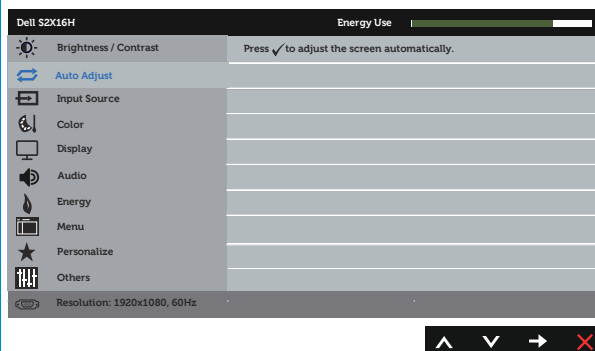 Dell S2X16H Energy Use
Brightness / Contrast Press ✓ to adjust the screen automatically.
Auto Adjust
Input Source
Color
Display
Audio
Energy
Menu
Personalize
Others
Resolution: 1920x1080, 60Hz